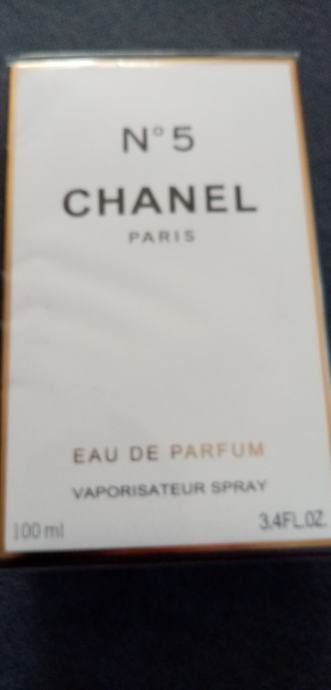 N°5
CHANEL
PARIS
EAU DE PARFUM
VAPORISATEUR SPRAY
100 ml
3.4FL.OZ.